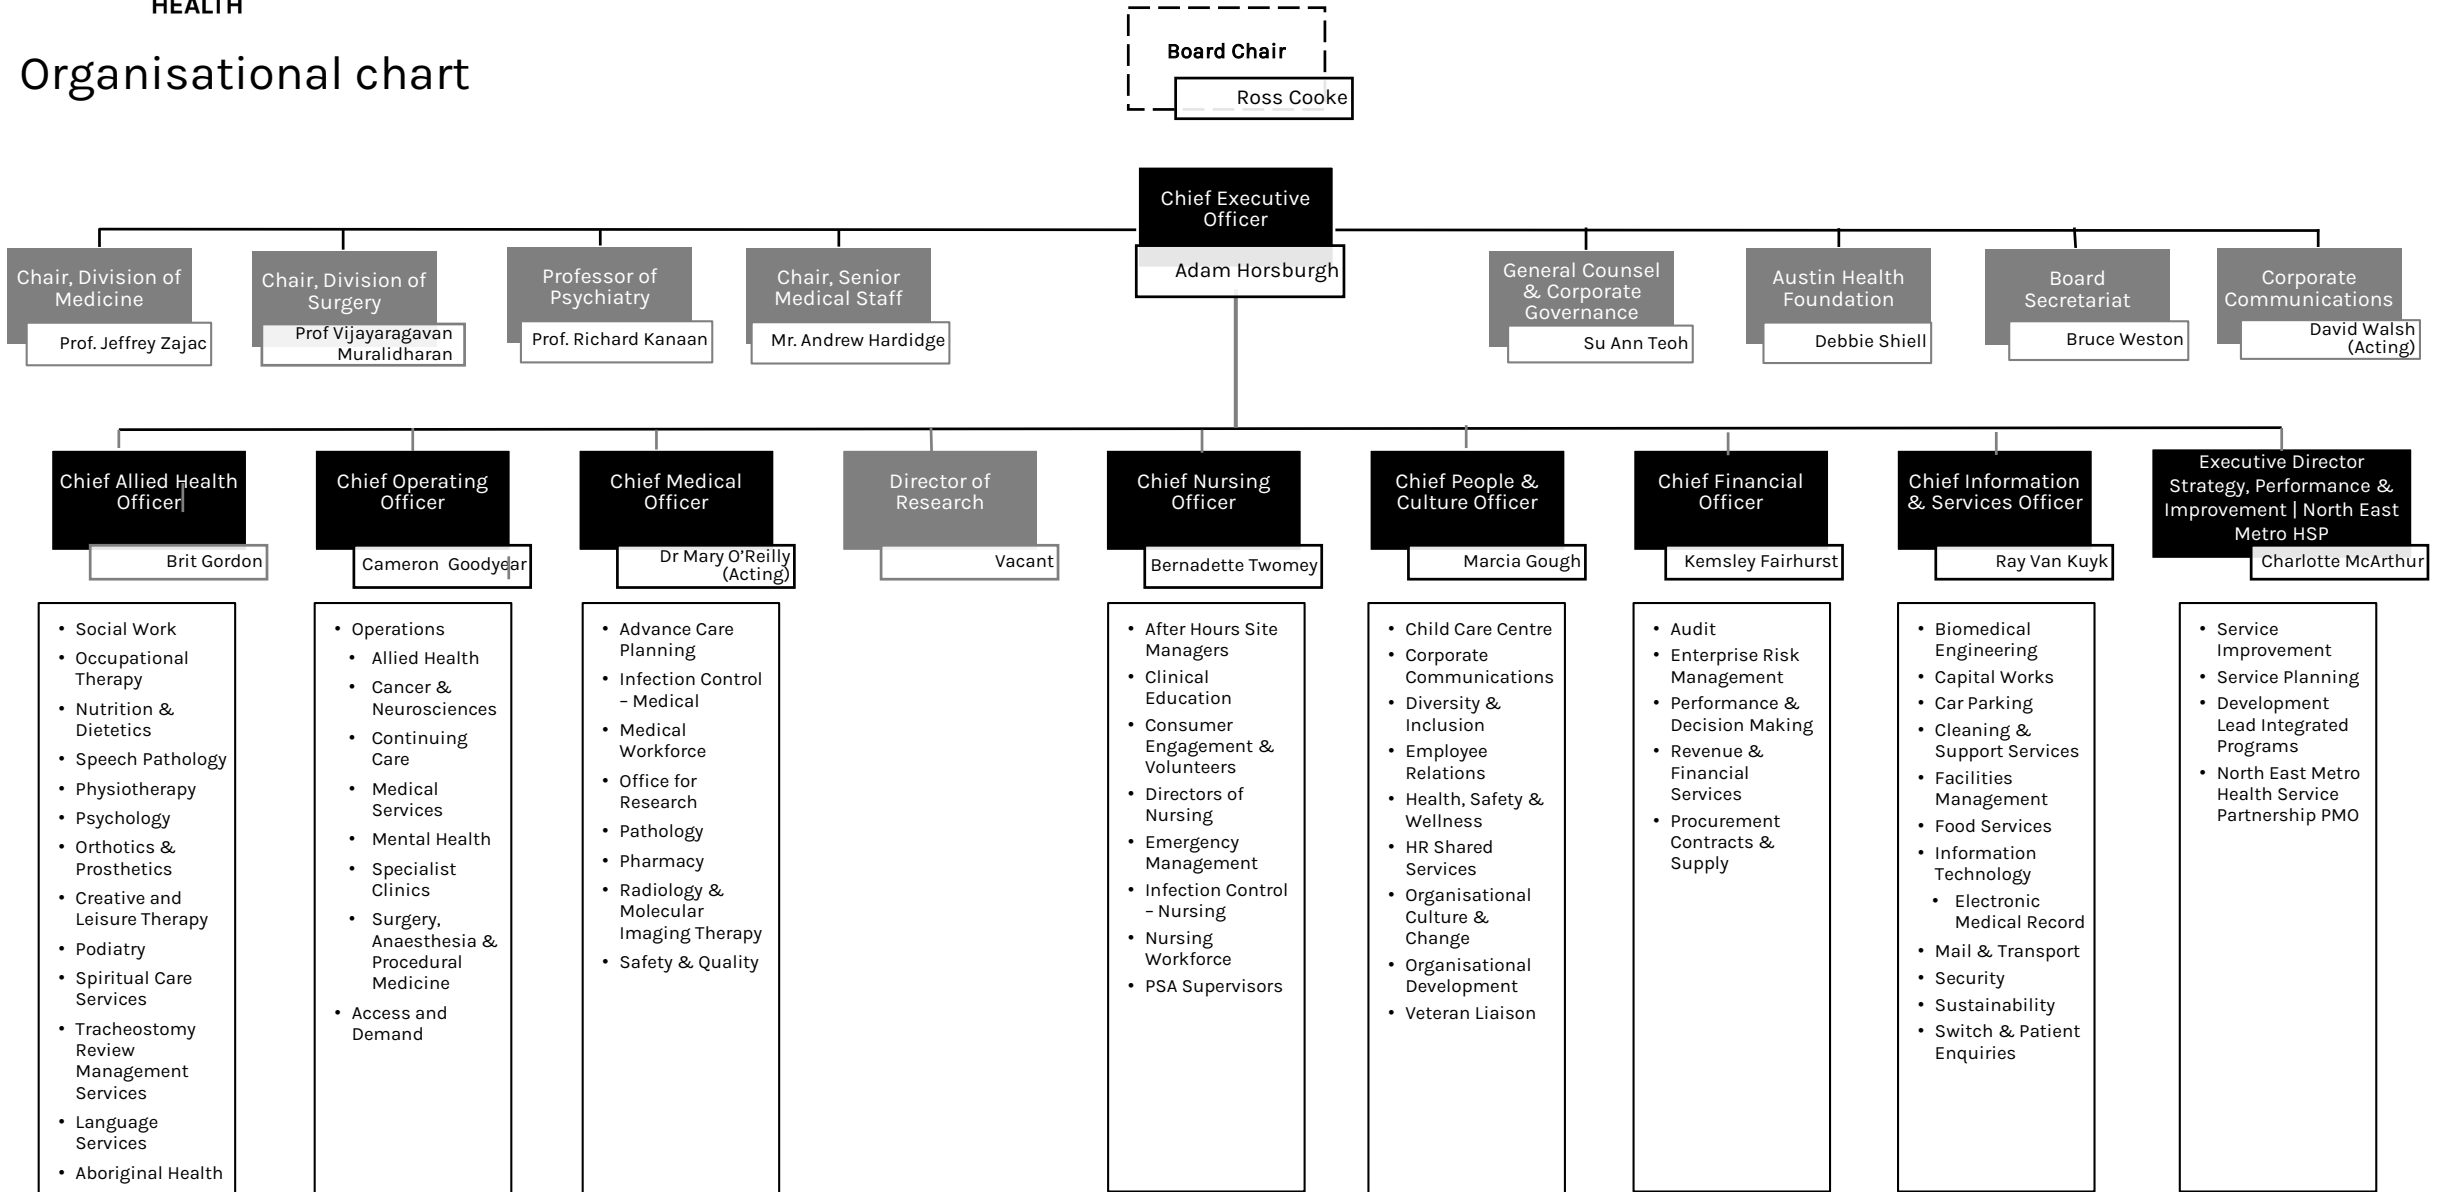 HEALTH
Organisational chart
Board Chair
Ross Cooke
Chief Executive
Officer
Adam Horsburgh
Chair, Division of
Medicine
Prof. Jeffrey Zajac
Chair, Division of
Surgery
Prof Vijayaragavan
Muralidharan
Professor of
Psychiatry
Prof. Richard Kanaan
Chair, Senior
Medical Staff
Mr. Andrew Hardidge
General Counsel
& Corporate
Governance
Su Ann Teoh
Austin Health
Foundation
Debbie Shiell
Board
Secretariat
Bruce Weston
Corporate
Communications
David Walsh
(Acting)
Chief Allied Health
Officer
Brit Gordon
• Social Work
• Occupational
Therapy
• Nutrition &
Dietetics
• Speech Pathology
• Physiotherapy
• Psychology
• Orthotics &
Prosthetics
• Creative and
Leisure Therapy
• Podiatry
• Spiritual Care
Services
• Tracheostomy
Review
Management
Services
• Language
Services
• Aboriginal Health
Chief Operating
Officer
Cameron  Goodyear
• Operations
• Allied Health
• Cancer &
Neurosciences
• Continuing
Care
• Medical
Services
• Mental Health
• Specialist
Clinics
• Surgery,
Anaesthesia &
Procedural
Medicine
• Access and
Demand
Chief Medical
Officer
Dr Mary O'Reilly
(Acting)
• Advance Care
Planning
• Infection Control
– Medical
• Medical
Workforce
• Office for
Research
• Pathology
• Pharmacy
• Radiology &
Molecular
Imaging Therapy
• Safety & Quality
Director of
Research
Vacant
Chief Nursing
Officer
Bernadette Twomey
• After Hours Site
Managers
• Clinical
Education
• Consumer
Engagement &
Volunteers
• Directors of
Nursing
• Emergency
Management
• Infection Control
– Nursing
• Nursing
Workforce
• PSA Supervisors
Chief People &
Culture Officer
Marcia Gough
• Child Care Centre
• Corporate
Communications
• Diversity &
Inclusion
• Employee
Relations
• Health, Safety &
Wellness
• HR Shared
Services
• Organisational
Culture &
Change
• Organisational
Development
• Veteran Liaison
Chief Financial
Officer
Kemsley Fairhurst
• Audit
• Enterprise Risk
Management
• Performance &
Decision Making
• Revenue &
Financial
Services
• Procurement
Contracts &
Supply
Chief Information
& Services Officer
Ray Van Kuyk
• Biomedical
Engineering
• Capital Works
• Car Parking
• Cleaning &
Support Services
• Facilities
Management
• Food Services
• Information
Technology
• Electronic
Medical Record
• Mail & Transport
• Security
• Sustainability
• Switch & Patient
Enquiries
Executive Director
Strategy, Performance &
Improvement | North East
Metro HSP
Charlotte McArthur
• Service
Improvement
• Service Planning
• Development
Lead Integrated
Programs
• North East Metro
Health Service
Partnership PMO